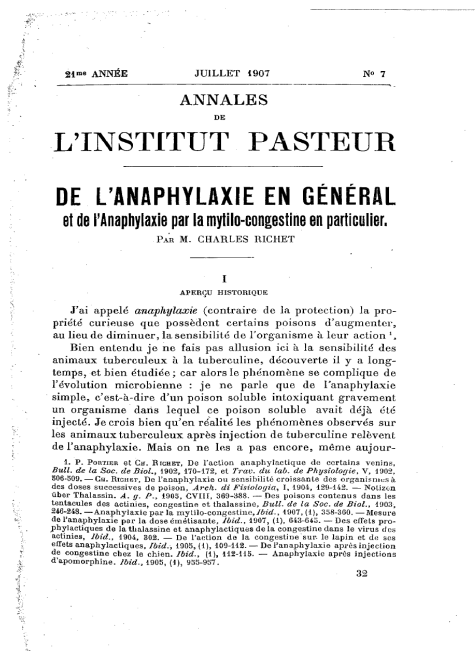 21me ANNÉE JUILLET 1907 No 7
ANNALES
DE
L'INSTITUT PASTEUR
DE L'ANAPHYLAXIE EN GÉNÉRAL
et de l'Anaphylaxie par la mytilo-congestine en particulier.
PAR M. CHARLES RICHET
I
APERÇU HISTORIQUE
J'ai appelé anaphylaxie (contraire de la protection) la pro-
priété curieuse que possèdent certains poisons d'augmenter,
au lieu de diminuer, la sensibilité de l'organisme à leur action 1.
Bien entendu je ne fais pas allusion ici à la sensibilité des
animaux tuberculeux à la tuberculine, découverte il y a long-
temps, et bien étudiée; car alors le phénomène se complique de
l'évolution microbienne : je ne parle que de l'anaphylaxie
simple, c'est-à-dire d'un poison soluble intoxiquant gravement
un organisme dans lequel ce poison soluble avait déjà été
injecté. Je crois bien qu'en réalité les phénomènes observés sur
les animaux tuberculeux après injection de tuberculine relèvent
de l'anaphylaxie. Mais on ne les a pas encore, même aujour-
1. P. PORTIER et CH. RICHET, De l'action anaphylactique de certains venins,
Bull. de la Soc. de Biol., 1902, 170-172, et Trav. du lab. de Physiologie, V, 1902,
506-509. — CH. RICHET, De l'anaphylaxie ou sensibilité croissante des organismes à
des doses successives de poison, Arch. di Fisiologia, I, 1904, 129-142. — Notizen
über Thalassin. A. g. P., 1905, CVIII, 369-388. — Des poisons contenus dans les
tentacules des actinies, congestine et thalassine, Bull. de la Soc. de Biol., 1903,
246-248. — Anaphylaxie par la mytilo-congestine, Ibid., 1907, (1), 358-360. — Mesure
de l'anaphylaxie par la dose émétisante, Ibid., 1907, (1), 643-645. — Des effets pro-
phylactiques de la thalassine et anaphylactiques de la congestine dans le virus des
actinies, Ibid., 1904, 302. — De l'action de la congestine sur le lapin et de ses
effets anaphylactiques, Ibid., 1905, (1), 109-112. — De l'anaphylaxie après injection
de congestine chez le chien, Ibid., (1), 112-115. — Anaphylaxie après injections
d'apomorphine. Ibid., 1905, (1), 955-957.
32